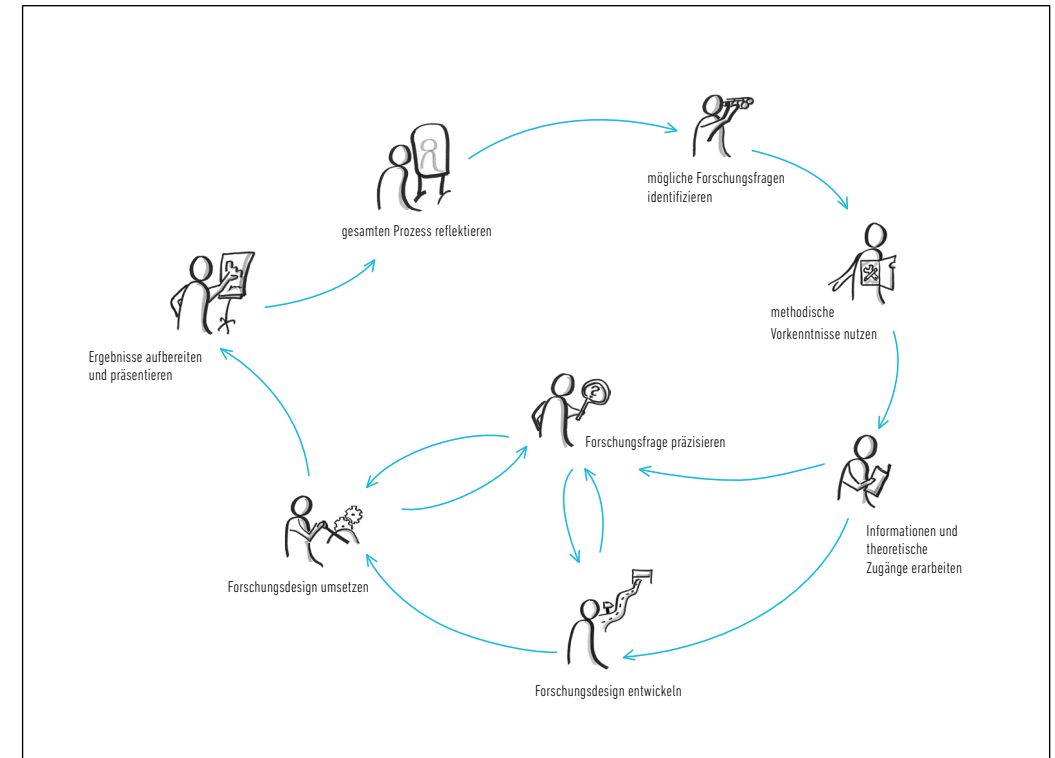 mögliche Forschungsfragen
identifizieren
gesamten Prozess reflektieren
methodische
Vorkenntnisse nutzen
Ergebnisse aufbereiten
und präsentieren
?
Forschungsfrage präzisieren
Informationen und
theoretische
Zugänge erarbeiten
Forschungsdesign umsetzen
Forschungsdesign entwickeln